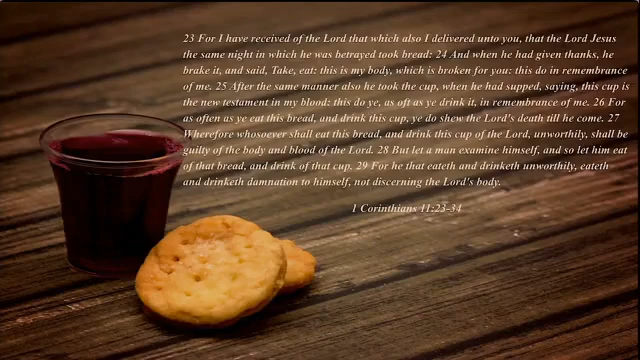 23 For I have received of the Lord that which also I delivered unto you, that the Lord Jesus
the same night in which he was betrayed took bread: 24 And when he had given thanks, he
brake it, and said, Take, eat: this is my body, which is broken for you: this do in remembrance
of me. 25 After the same manner also he took the cup, when he had supped, saying, this cup is
the new testament in my blood: this do ye, as oft as ye drink it, in remembrance of me. 26 For
as often as ye eat this bread, and drink this cup, ye do shew the Lord's death till he come. 27
Wherefore whosoever shall eat this bread, and drink this cup of the Lord, unworthily, shall be
guilty of the body and blood of the Lord. 28 But let a man examine himself, and so let him eat
of that bread, and drink of that cup. 29 For he that eateth and drinketh unworthily, eateth
and drinketh damnation to himself, not discerning the Lord's body.
1 Corinthians 11:23-34